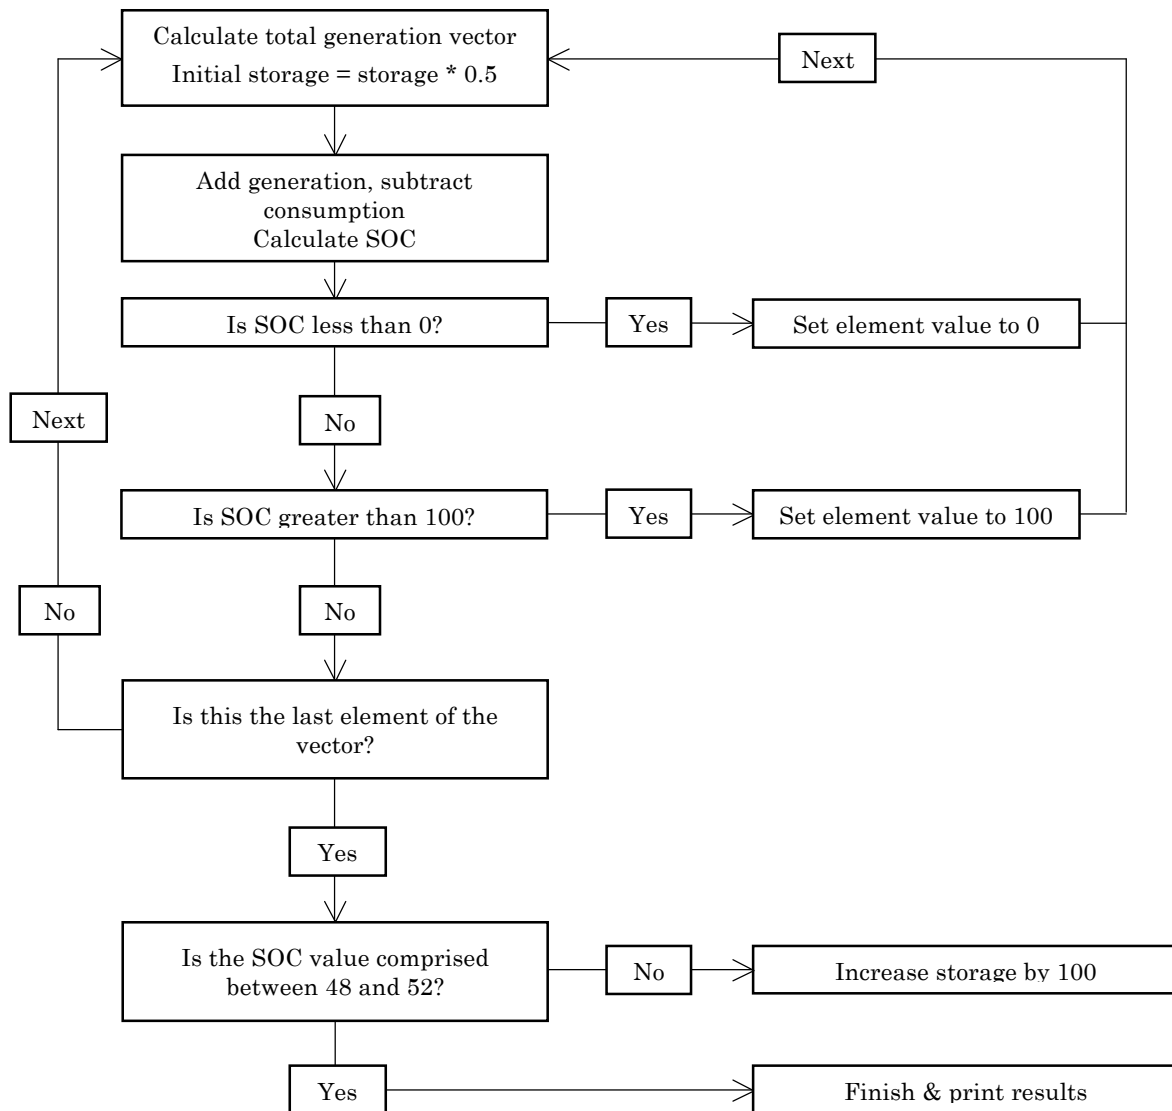 Calculate total generation vector
Initial storage = storage * 0.5
Next
Add generation, subtract
consumption
Calculate SOC
Is SOC less than 0?
Yes
Set element value to 0
Next
No
Is SOC greater than 100?
Yes
Set element value to 100
No
No
Is this the last element of the
vector?
Yes
Is the SOC value comprised
between 48 and 52?
No
Increase storage by 100
Yes
Finish & print results